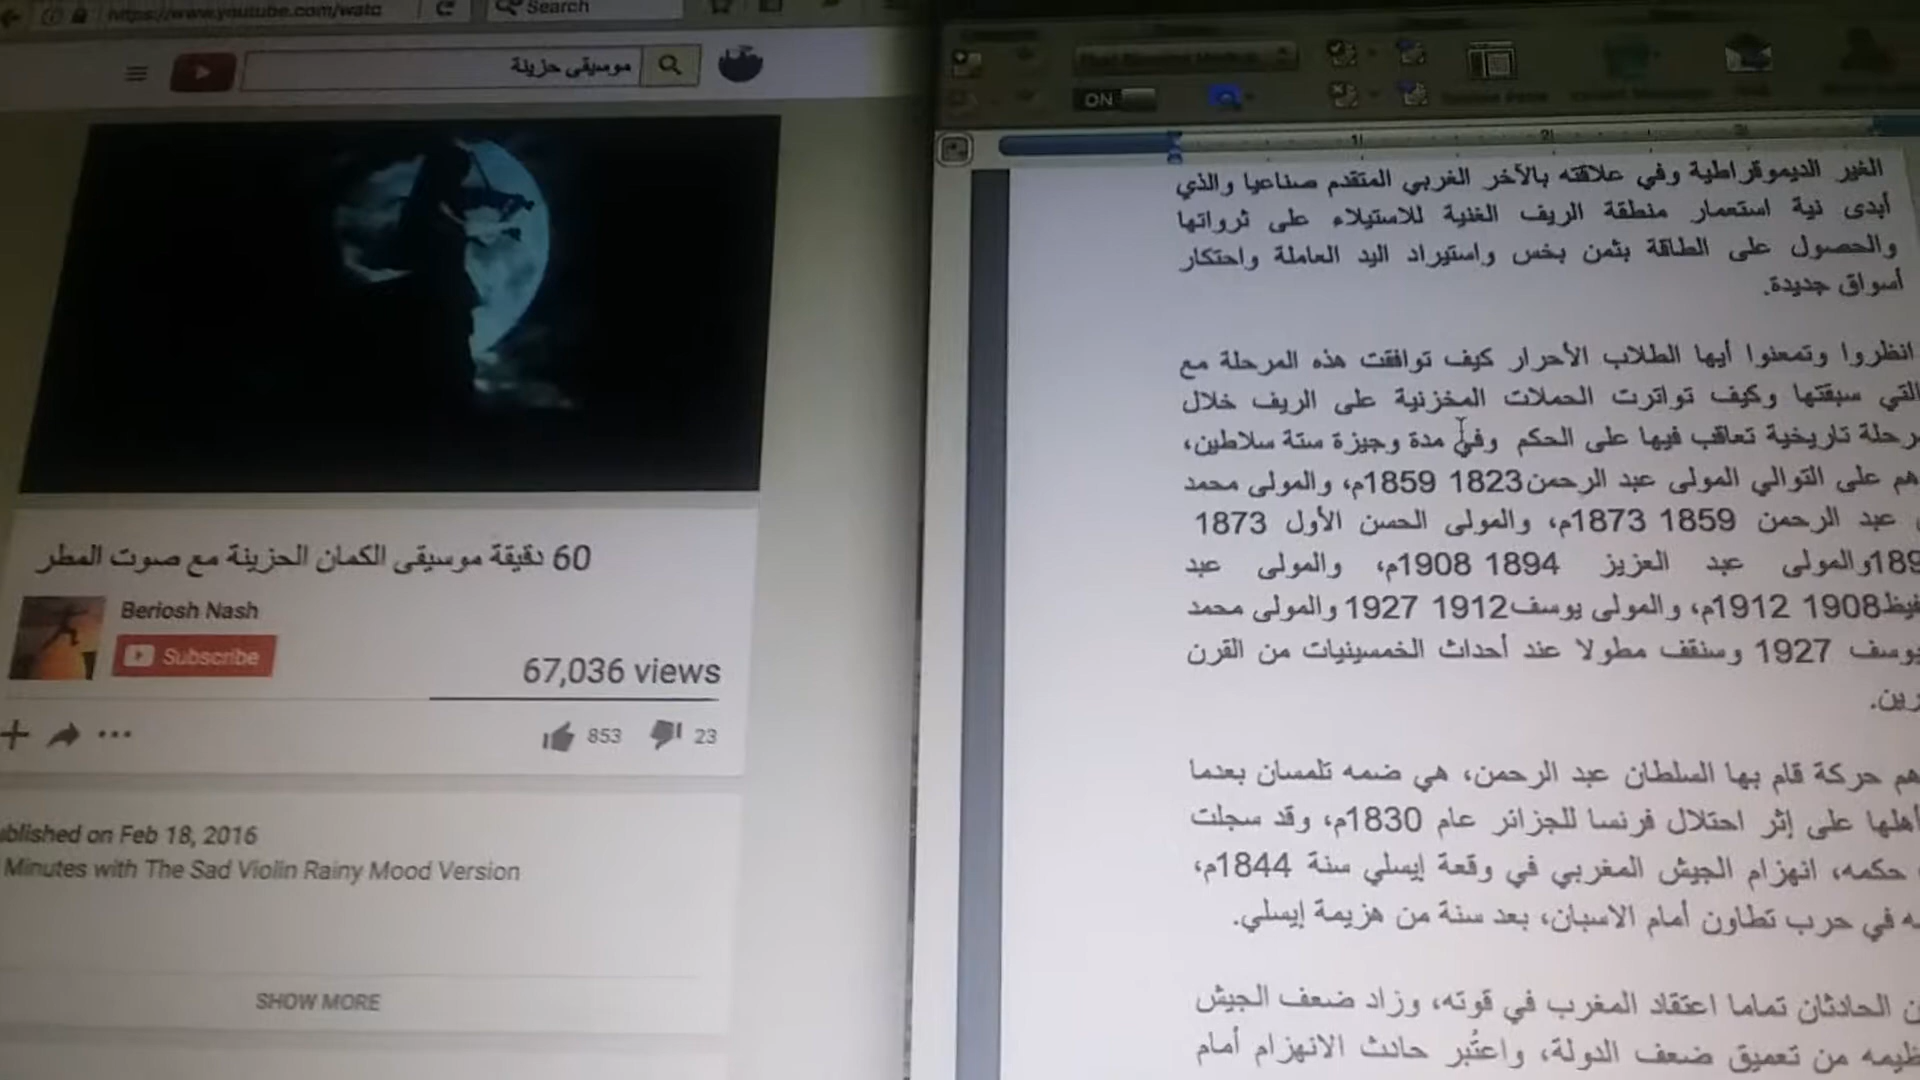 https://www.youtube.com/watc
Search
موسيقى حزينة
60 دقيقة موسيقى الكمان الحزينة مع صوت المطر
Beriosh Nash
Subscribe
67,036 views
853
23
blished on Feb 18, 2016
Minutes with The Sad Violin Rainy Mood Version
SHOW MORE
ON
الغير الديموقراطية وفي علاقته بالآخر الغربي المتقدم صناعيا والذي
أبدى نية استعمار منطقة الريف الغنية للاستيلاء على ثرواتها
والحصول على الطاقة بثمن بخس واستيراد اليد العاملة واحتكار
أسواق جديدة.
انظروا وتمعنوا أيها الطلاب الأحرار كيف توافقت هذه المرحلة مع
التي سبقتها وكيف تواترت الحملات المخزنية على الريف خلال
رحلة تاريخية تعاقب فيها على الحكم وفي مدة وجيزة ستة سلاطين،
هم على التوالي المولى عبد الرحمن1823 1859م، والمولى محمد
عبد الرحمن 1859 1873م، والمولى الحسن الأول 1873
189والمولى عبد العزيز 1894 1908م، والمولى عبد
فيظ1908 1912م، والمولى يوسف1912 1927 والمولى محمد
يوسف 1927 وسنقف مطولا عند أحداث الخمسينيات من القرن
رين.
هم حركة قام بها السلطان عبد الرحمن، هي ضمه تلمسان بعدما
أهلها على إثر احتلال فرنسا للجزائر عام 1830م، وقد سجلت
حكمه، انهزام الجيش المغربي في وقعة إيسلي سنة 1844م،
ه في حرب تطاون أمام الاسبان، بعد سنة من هزيمة إيسلي.
ن الحادثان تماما اعتقاد المغرب في قوته، وزاد ضعف الجيش
ظيمه من تعميق ضعف الدولة، واعتُبر حادث الانهزام أمام